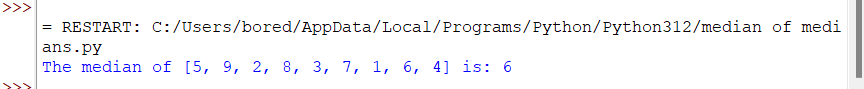 >>>
= RESTART: C:/Users/bored/AppData/Local/Programs/Python/Python312/median of medi
ans.py
The median of [5, 9, 2, 8, 3, 7, 1, 6, 4] is: 6
>>>